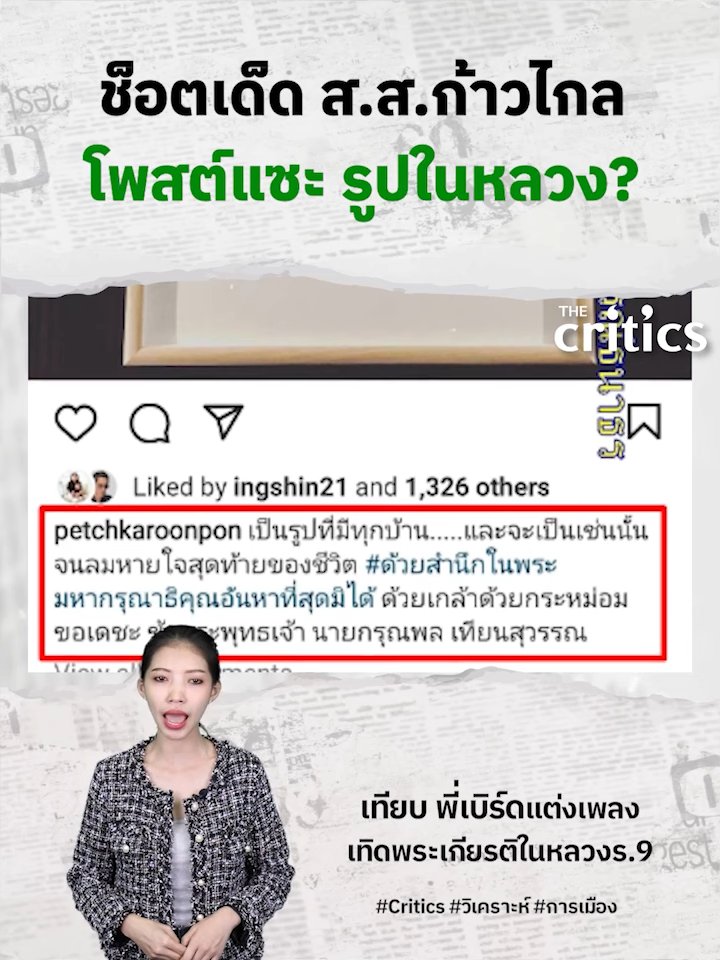 ช็อตเด็ด ส.ส.ก้าวไกล
โพสต์แซะ รูปในหลวง?
THE
critics
Liked by ingshin21 and 1,326 others
petchkaroonpon เป็นรูปที่มีทุกบ้าน.....และจะเป็นเช่นนั้น
จนลมหายใจสุดท้ายของชีวิต #ด้วยสำนึกในพระ
มหากรุณาธิคุณอันหาที่สุดมิได้ ด้วยเกล้าด้วยกระหม่อม
ขอเดชะ นายกรุณพล เทียนสุวรรณ
เทียบ พี่เบิร์ดแต่งเพลง
เทิดพระเกียรติในหลวงร.9
#Critics #วิเคราะห์ #การเมือง